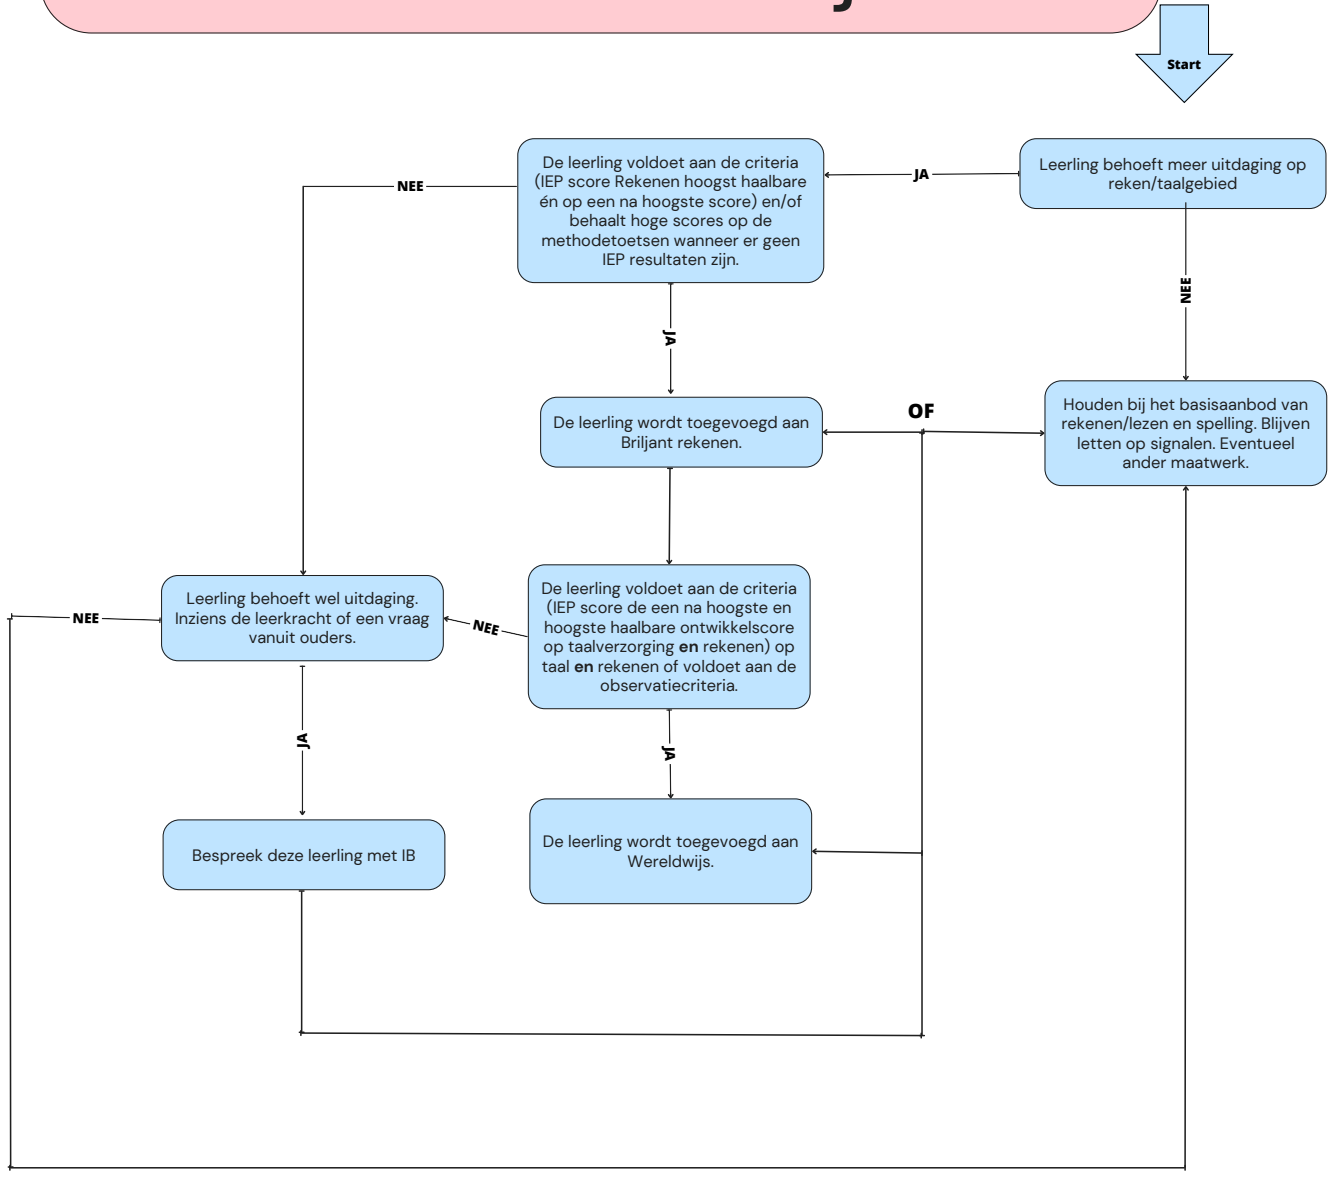 Start
Leerling behoeft meer uitdaging op
reken/taalgebied
JA
De leerling voldoet aan de criteria
(IEP score Rekenen hoogst haalbare
én op een na hoogste score) en/of
behaalt hoge scores op de
methodetoetsen wanneer er geen
IEP resultaten zijn.
NEE
NEE
JA
De leerling wordt toegevoegd aan
Briljant rekenen.
OF
Houden bij het basisaanbod van
rekenen/lezen en spelling. Blijven
letten op signalen. Eventueel
ander maatwerk.
De leerling voldoet aan de criteria
(IEP score de een na hoogste en
hoogste haalbare ontwikkelscore
op taalverzorging en rekenen) op
taal en rekenen of voldoet aan de
observatiecriteria.
NEE
Leerling behoeft wel uitdaging.
Inziens de leerkracht of een vraag
vanuit ouders.
NEE
JA
JA
Bespreek deze leerling met IB
De leerling wordt toegevoegd aan
Wereldwijs.